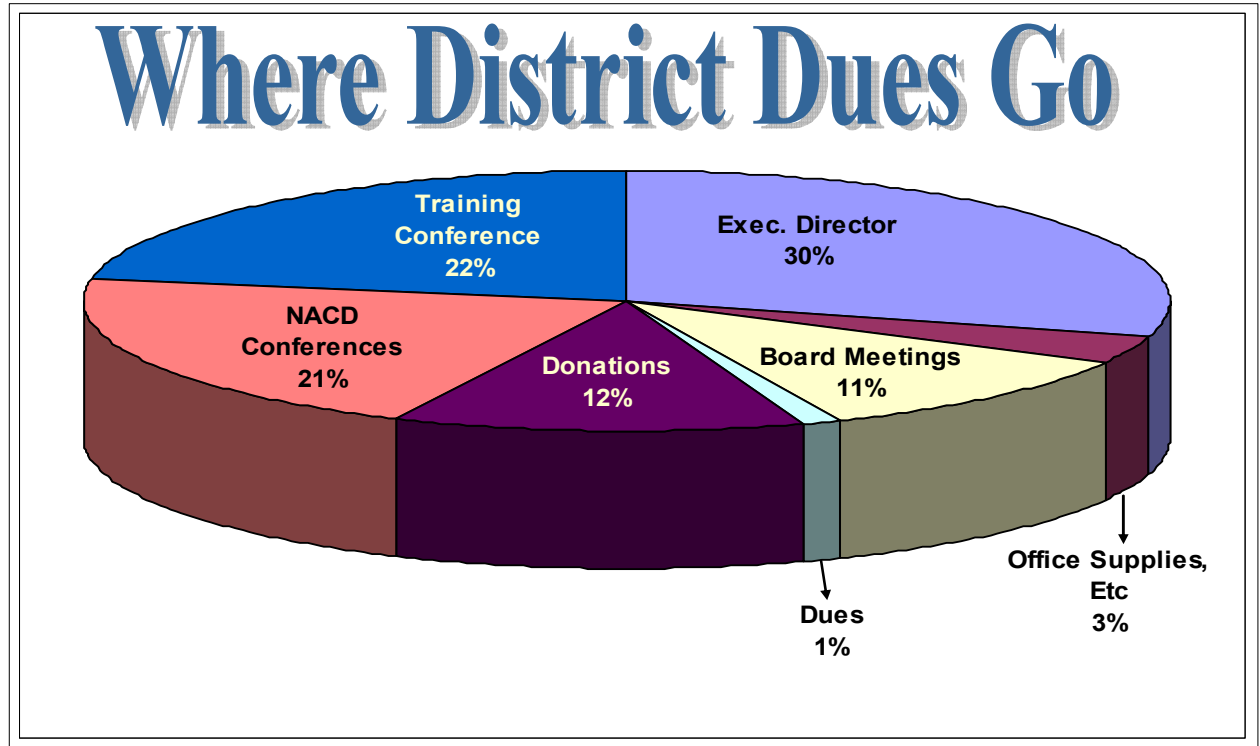 Where District Dues Go
Training
Conference
22%
Exec. Director
30%
NACD
Conferences
21%
Donations
12%
Board Meetings
11%
Office Supplies,
Etc
3%
Dues
1%